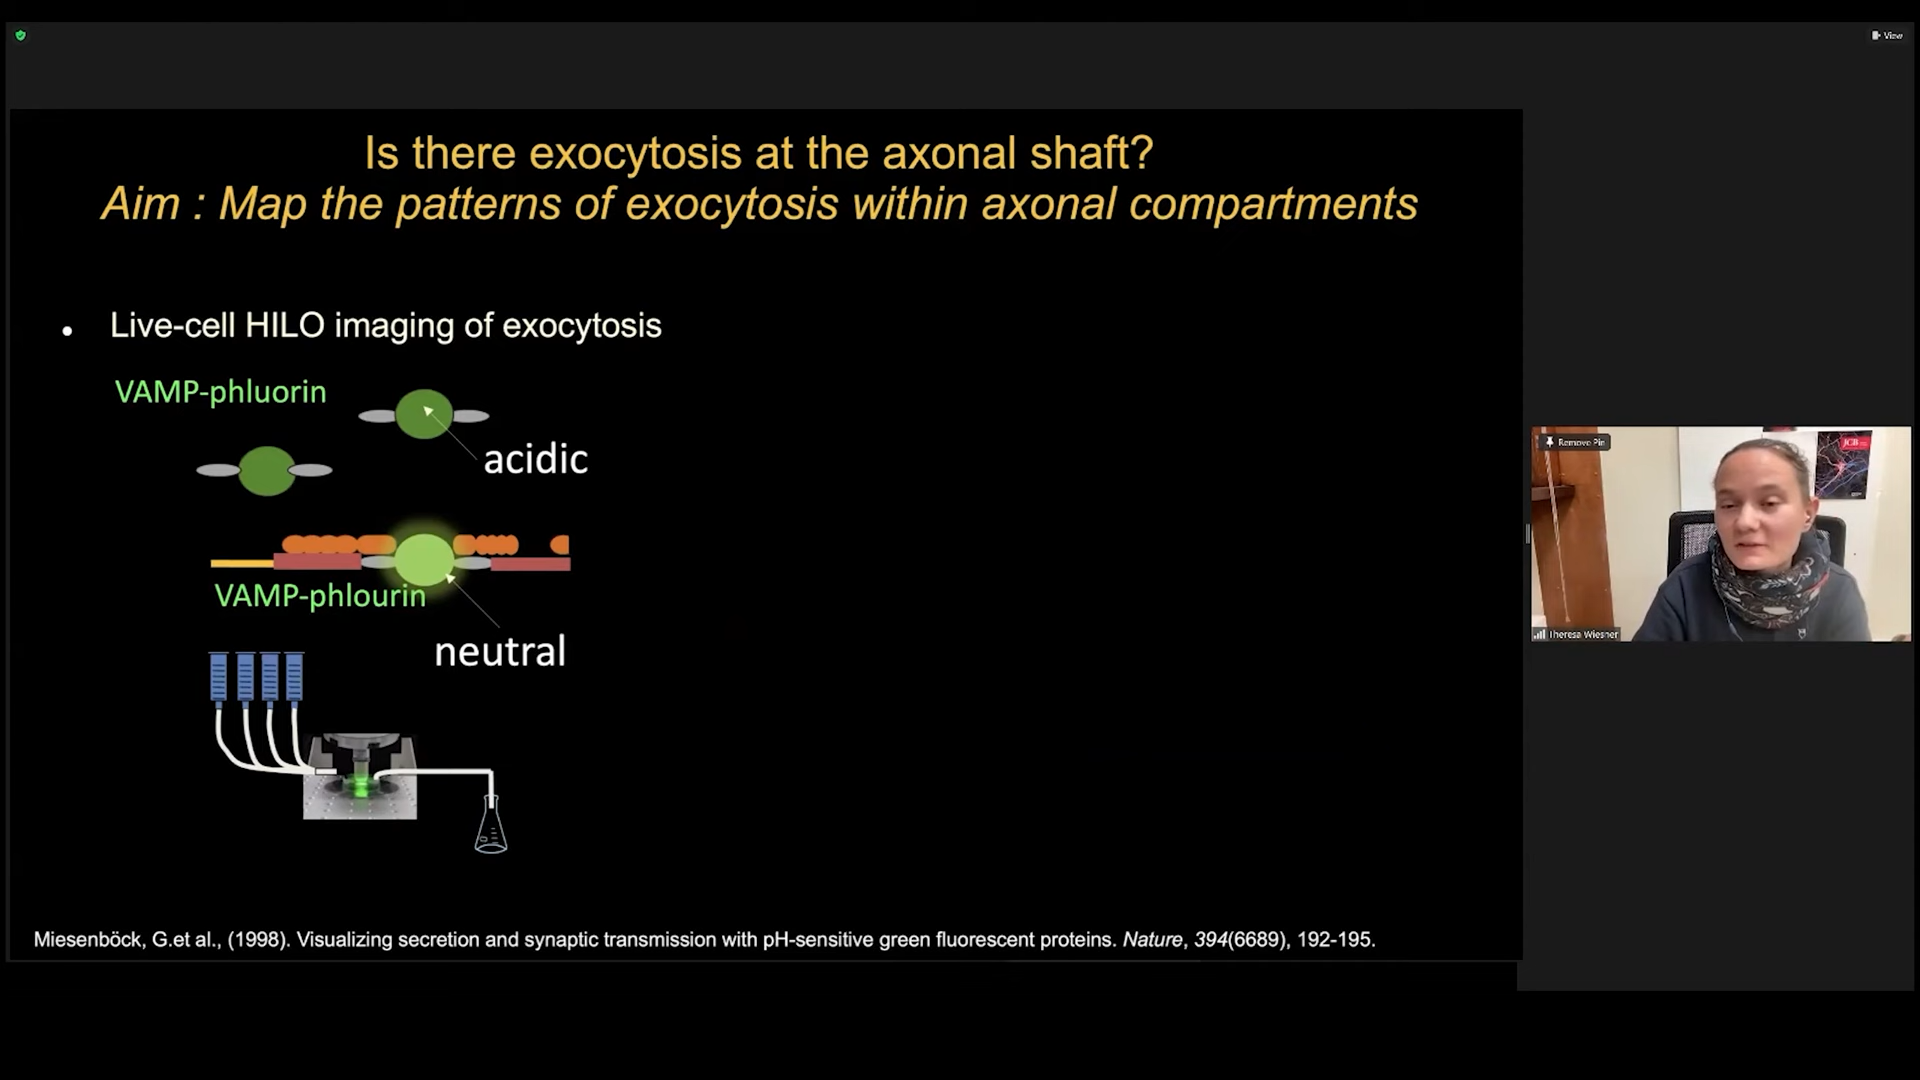 View
Is there exocytosis at the axonal shaft?
Aim : Map the patterns of exocytosis within axonal compartments
• Live-cell HILO imaging of exocytosis
VAMP-phluorin
acidic
VAMP-phlourin
neutral
Miesenböck, G.et al., (1998). Visualizing secretion and synaptic transmission with pH-sensitive green fluorescent proteins. Nature, 394(6689), 192-195.
Remove Pin
JCB
Theresa Wiesner